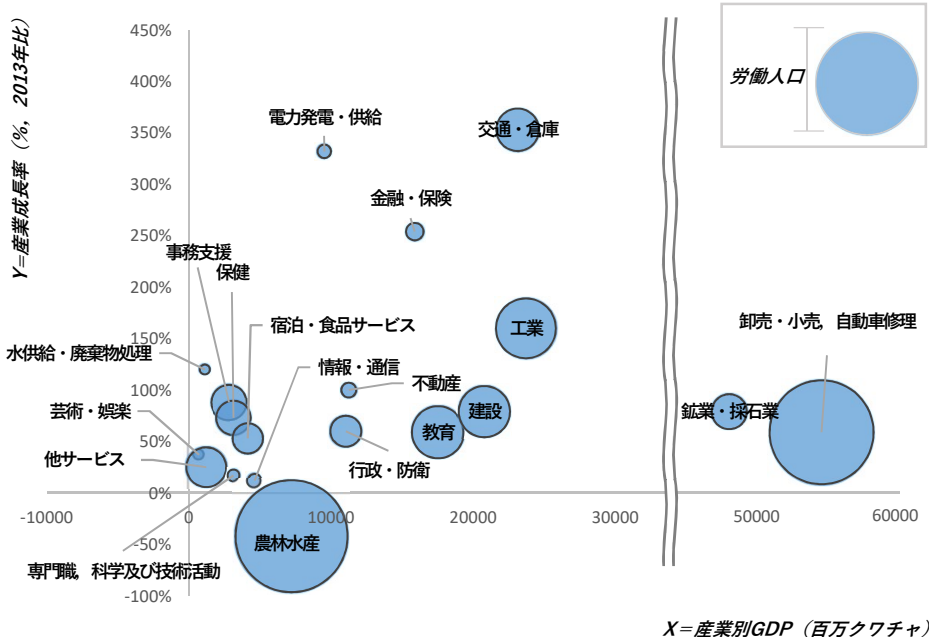 Y＝産業成長率（％，2013年比）
450%
400%
350%
300%
250%
200%
150%
100%
50%
0%
-50%
-100%
労働人口
電力発電・供給
交通・倉庫
金融・保険
事務支援
保健
宿泊・食品サービス
工業
卸売・小売，自動車修理
水供給・廃棄物処理
情報・通信
不動産
芸術・娯楽
鉱業・採石業
建設
教育
他サービス
行政・防衛
-10000
0
10000
20000
30000
50000
60000
農林水産
専門職，科学及び技術活動
X＝産業別GDP（百万クワチャ）